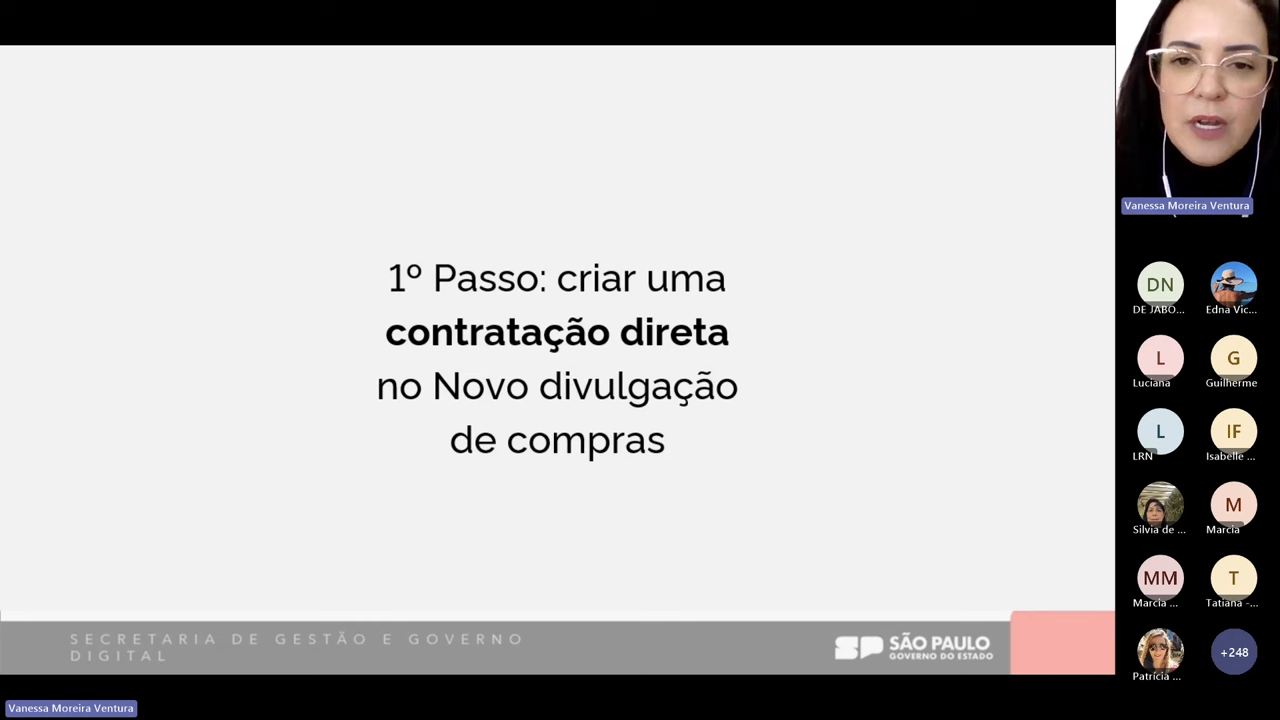 1º Passo: criar uma
contratação direta
no Novo divulgação
de compras
SECRETARIA DE GESTÃO E GOVERNO
DIGITAL
SP SÃO PAULO
GOVERNO DO ESTADO
Vanessa Moreira Ventura
Vanessa Moreira Ventura
DN
DE JABO...
Edna Vic...
L
Luciana
G
Guilherme
L
LRN
IF
Isabelle ...
Silvia de ...
M
Marcia
MM
Marcia ...
T
Tatiana -...
Patrícia ...
+248